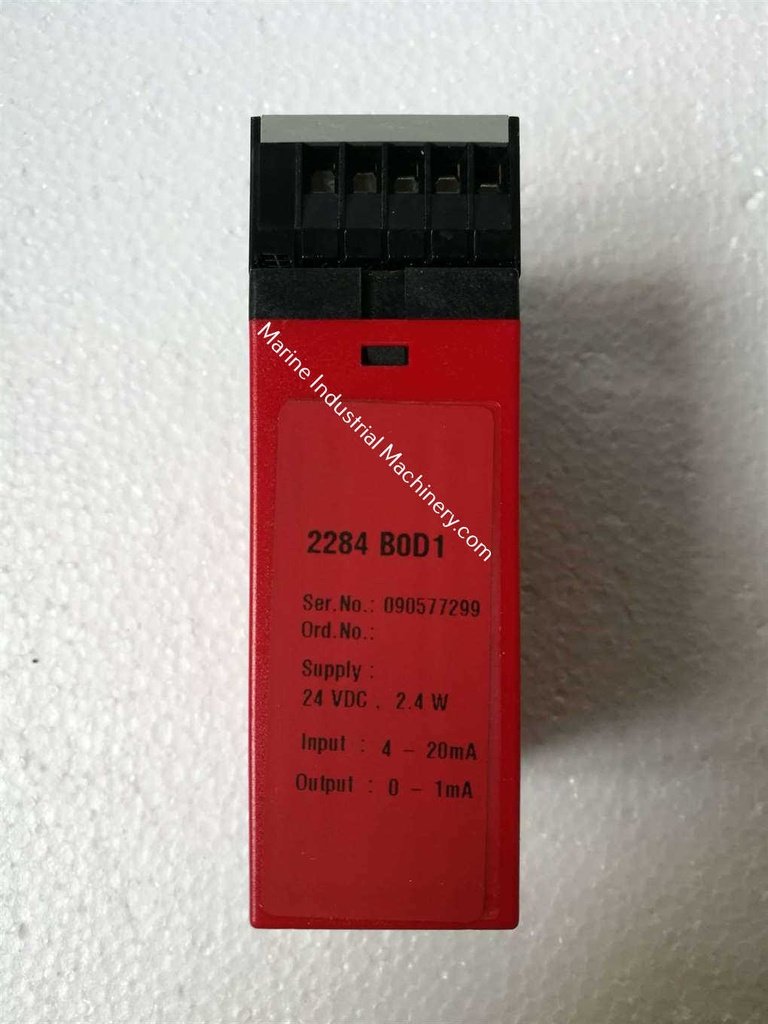 Marine Industrial Machinery.com
2284 B0D1
Ser.No.: 090577299
Ord.No.:
Supply :
24 VDC , 2.4 W
Input : 4 - 20mA
Output : 0 - 1mA